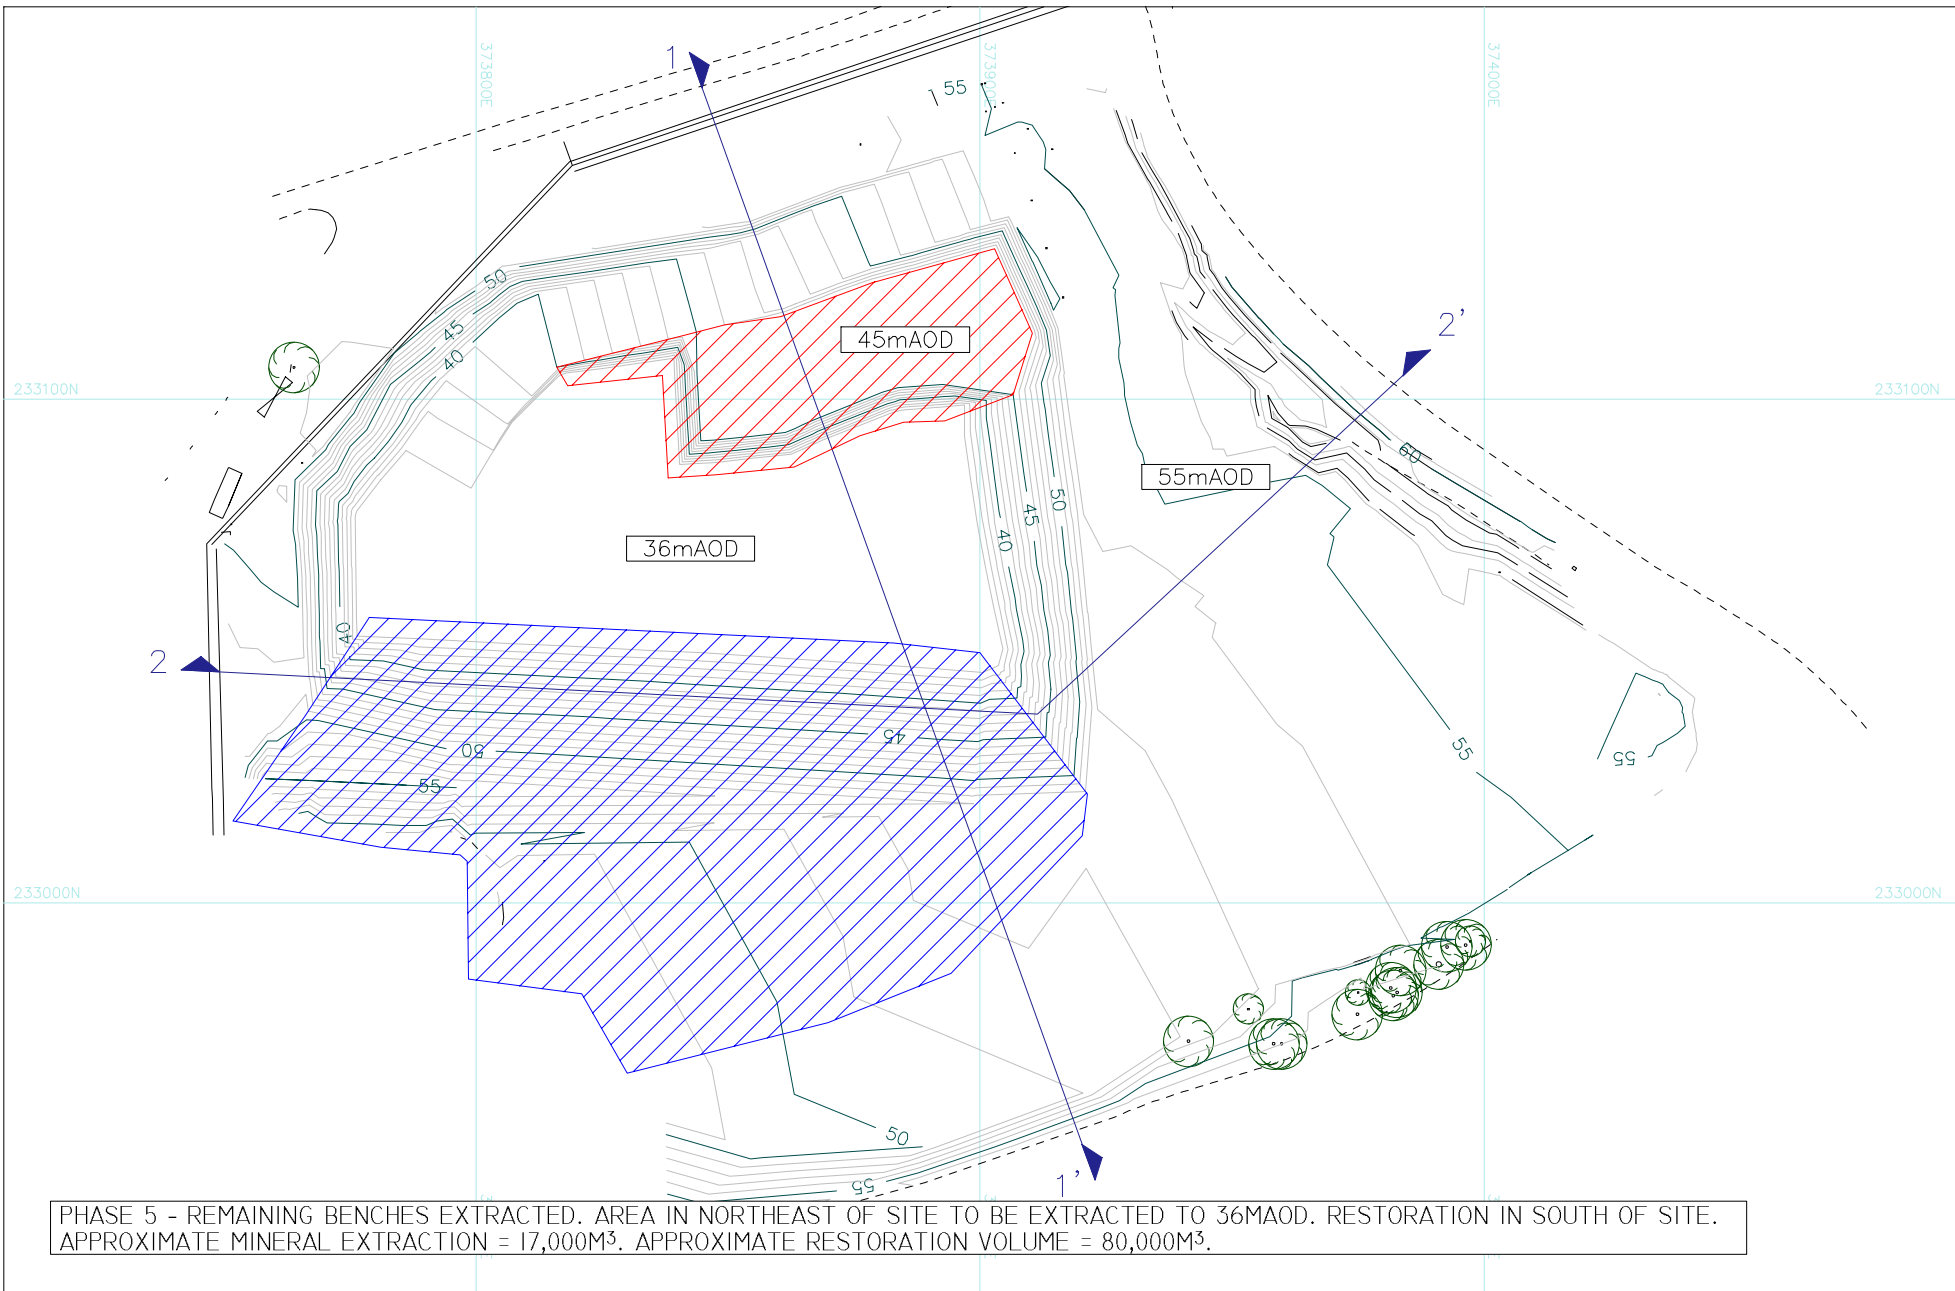 1
55
373800E
373900E
374000E
50
45
40
45mAOD
2'
233100N
233100N
60
55mAOD
50
45
40
36mAOD
40
2
45
50
55
55
55
233000N
233000N
50
55
1'
PHASE 5 - REMAINING BENCHES EXTRACTED. AREA IN NORTHEAST OF SITE TO BE EXTRACTED TO 36MAOD. RESTORATION IN SOUTH OF SITE.
APPROXIMATE MINERAL EXTRACTION = 17,000M³. APPROXIMATE RESTORATION VOLUME = 80,000M³.